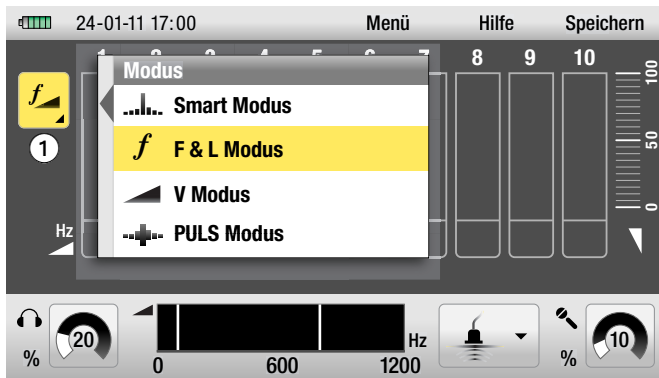 24-01-11 17:00 Menü Hilfe Speichern
8 9 10
Modus
Smart Modus
f F & L Modus
V Modus
PULS Modus
f
1
Hz
100
50
0
20
%
Hz
0 600 1200
10
%